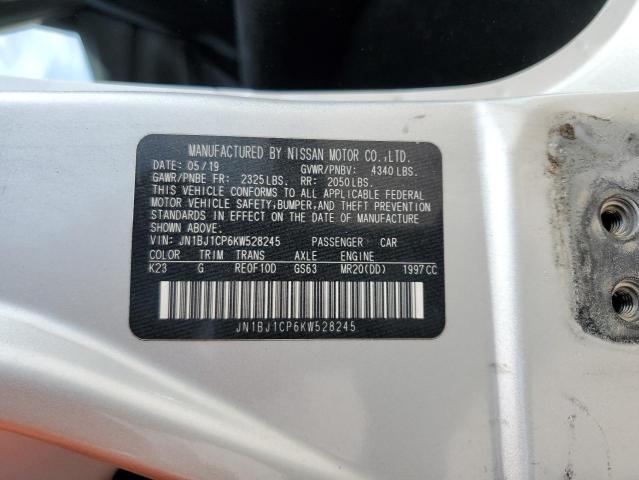 MANUFACTURED BY NISSAN MOTOR CO.,LTD.
DATE: 05/19 GVWR/PNBV: 4340 LBS.
GAWR/PNBE FR: 2325 LBS. RR: 2050 LBS.
THIS VEHICLE CONFORMS TO ALL APPLICABLE FEDERAL
MOTOR VEHICLE SAFETY, BUMPER, AND THEFT PREVENTION
STANDARDS IN EFFECT ON THE DATE OF MANUFACTURE
SHOWN ABOVE.
VIN: JN1BJ1CP6KW528245 PASSENGER CAR
COLOR TRIM TRANS AXLE ENGINE
K23 G RE0F10D GS63 MR20(DD) 1997CC
JN1BJ1CP6KW528245